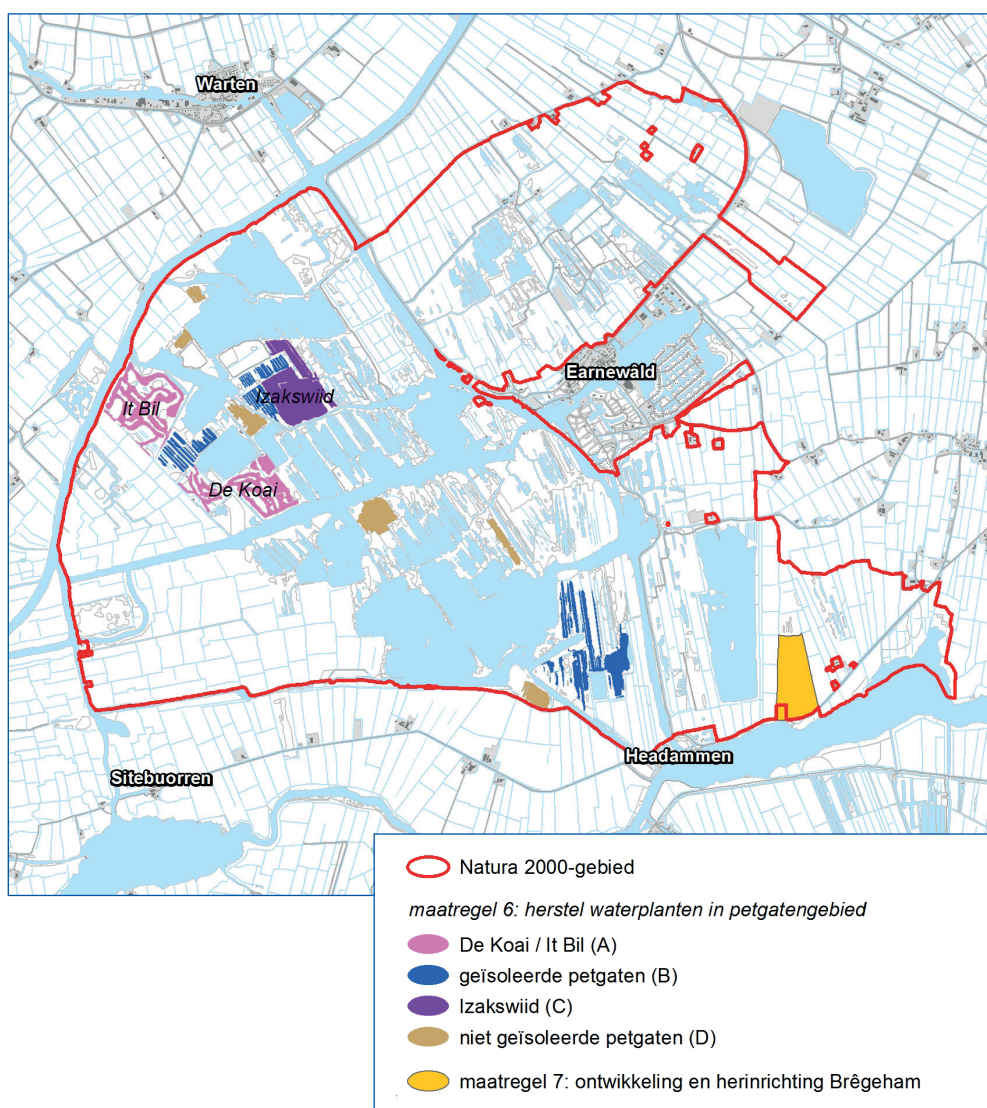 Warten
Earnewâld
It Bil
Izakswiid
De Koai
Headammen
Sitebuorren
Natura 2000-gebied
maatregel 6: herstel waterplanten in petgatengebied
De Koai / It Bil (A)
geïsoleerde petgaten (B)
Izakswiid (C)
niet geïsoleerde petgaten (D)
maatregel 7: ontwikkeling en herinrichting Brêgeham